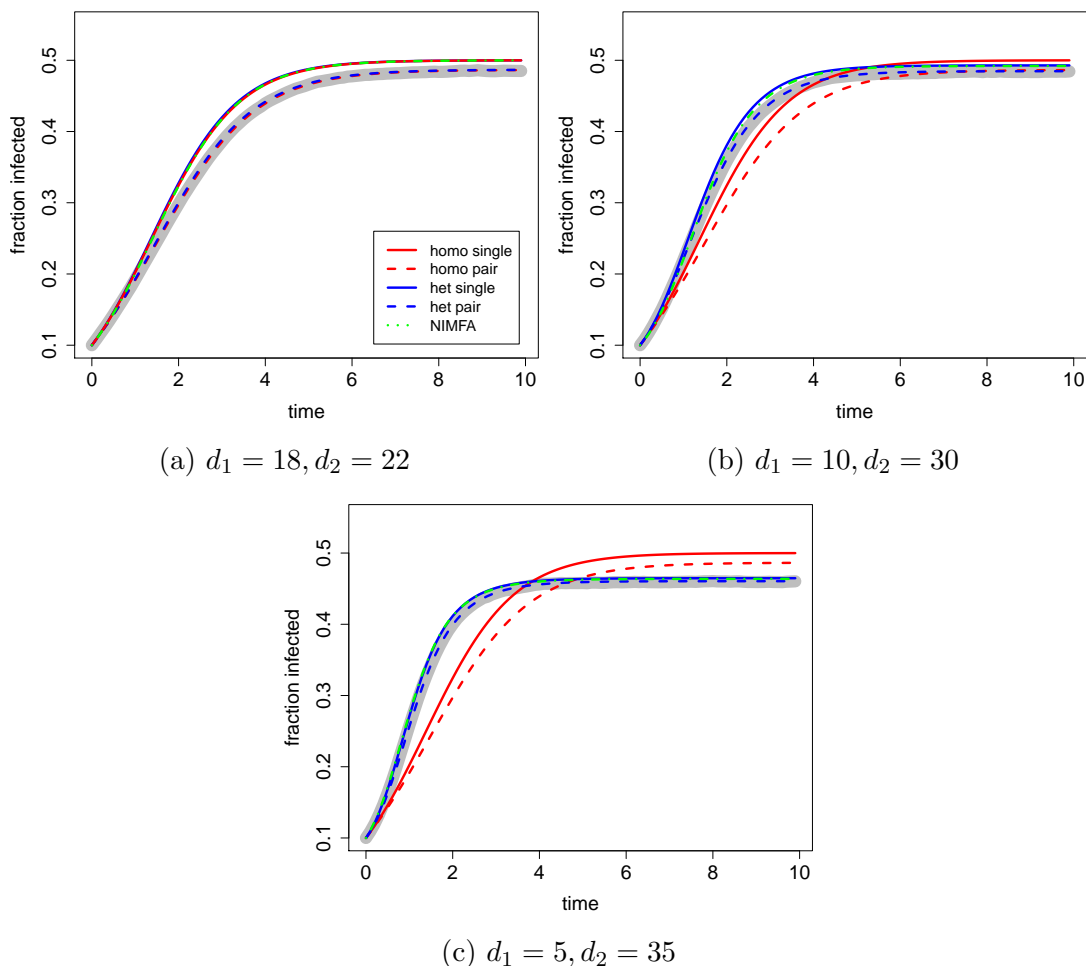 fraction infected
0.1 0.2 0.3 0.4 0.5
homo single
homo pair
het single
het pair
NIMFA
0 2 4 6 8 10
time
(a) d₁ = 18, d₂ = 22
fraction infected
0.1 0.2 0.3 0.4 0.5
0 2 4 6 8 10
time
(b) d₁ = 10, d₂ = 30
fraction infected
0.1 0.2 0.3 0.4 0.5
0 2 4 6 8 10
time
(c) d₁ = 5, d₂ = 35